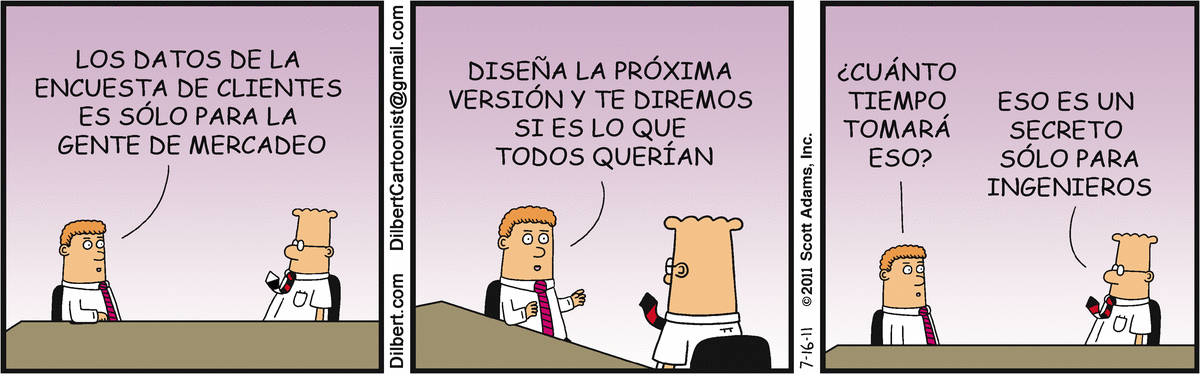 LOS DATOS DE LA
ENCUESTA DE CLIENTES
ES SÓLO PARA LA
GENTE DE MERCADEO
Dilbert.com DilbertCartoonist@gmail.com
DISEÑA LA PRÓXIMA
VERSIÓN Y TE DIREMOS
SI ES LO QUE
TODOS QUERÍAN
7-16-11 ©2011 Scott Adams, Inc.
¿CUÁNTO
TIEMPO
TOMARÁ
ESO?
ESO ES UN
SECRETO
SÓLO PARA
INGENIEROS